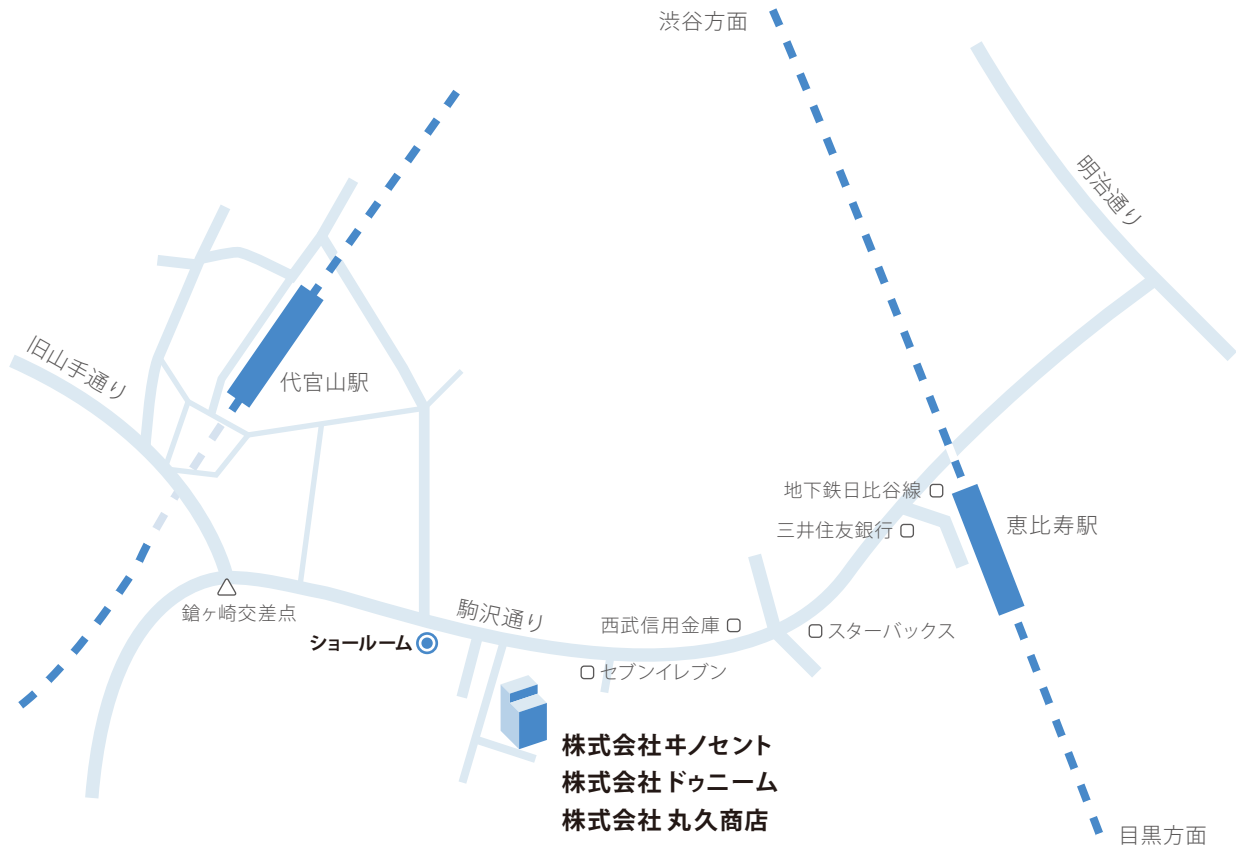 渋谷方面
明治通り
旧山手通り
代官山駅
地下鉄日比谷線
三井住友銀行
恵比寿駅
鎗ヶ崎交差点
駒沢通り
西武信用金庫
スターバックス
ショールーム
セブンイレブン
株式会社ヰノセント
株式会社ドゥニーム
株式会社 丸久商店
目黒方面